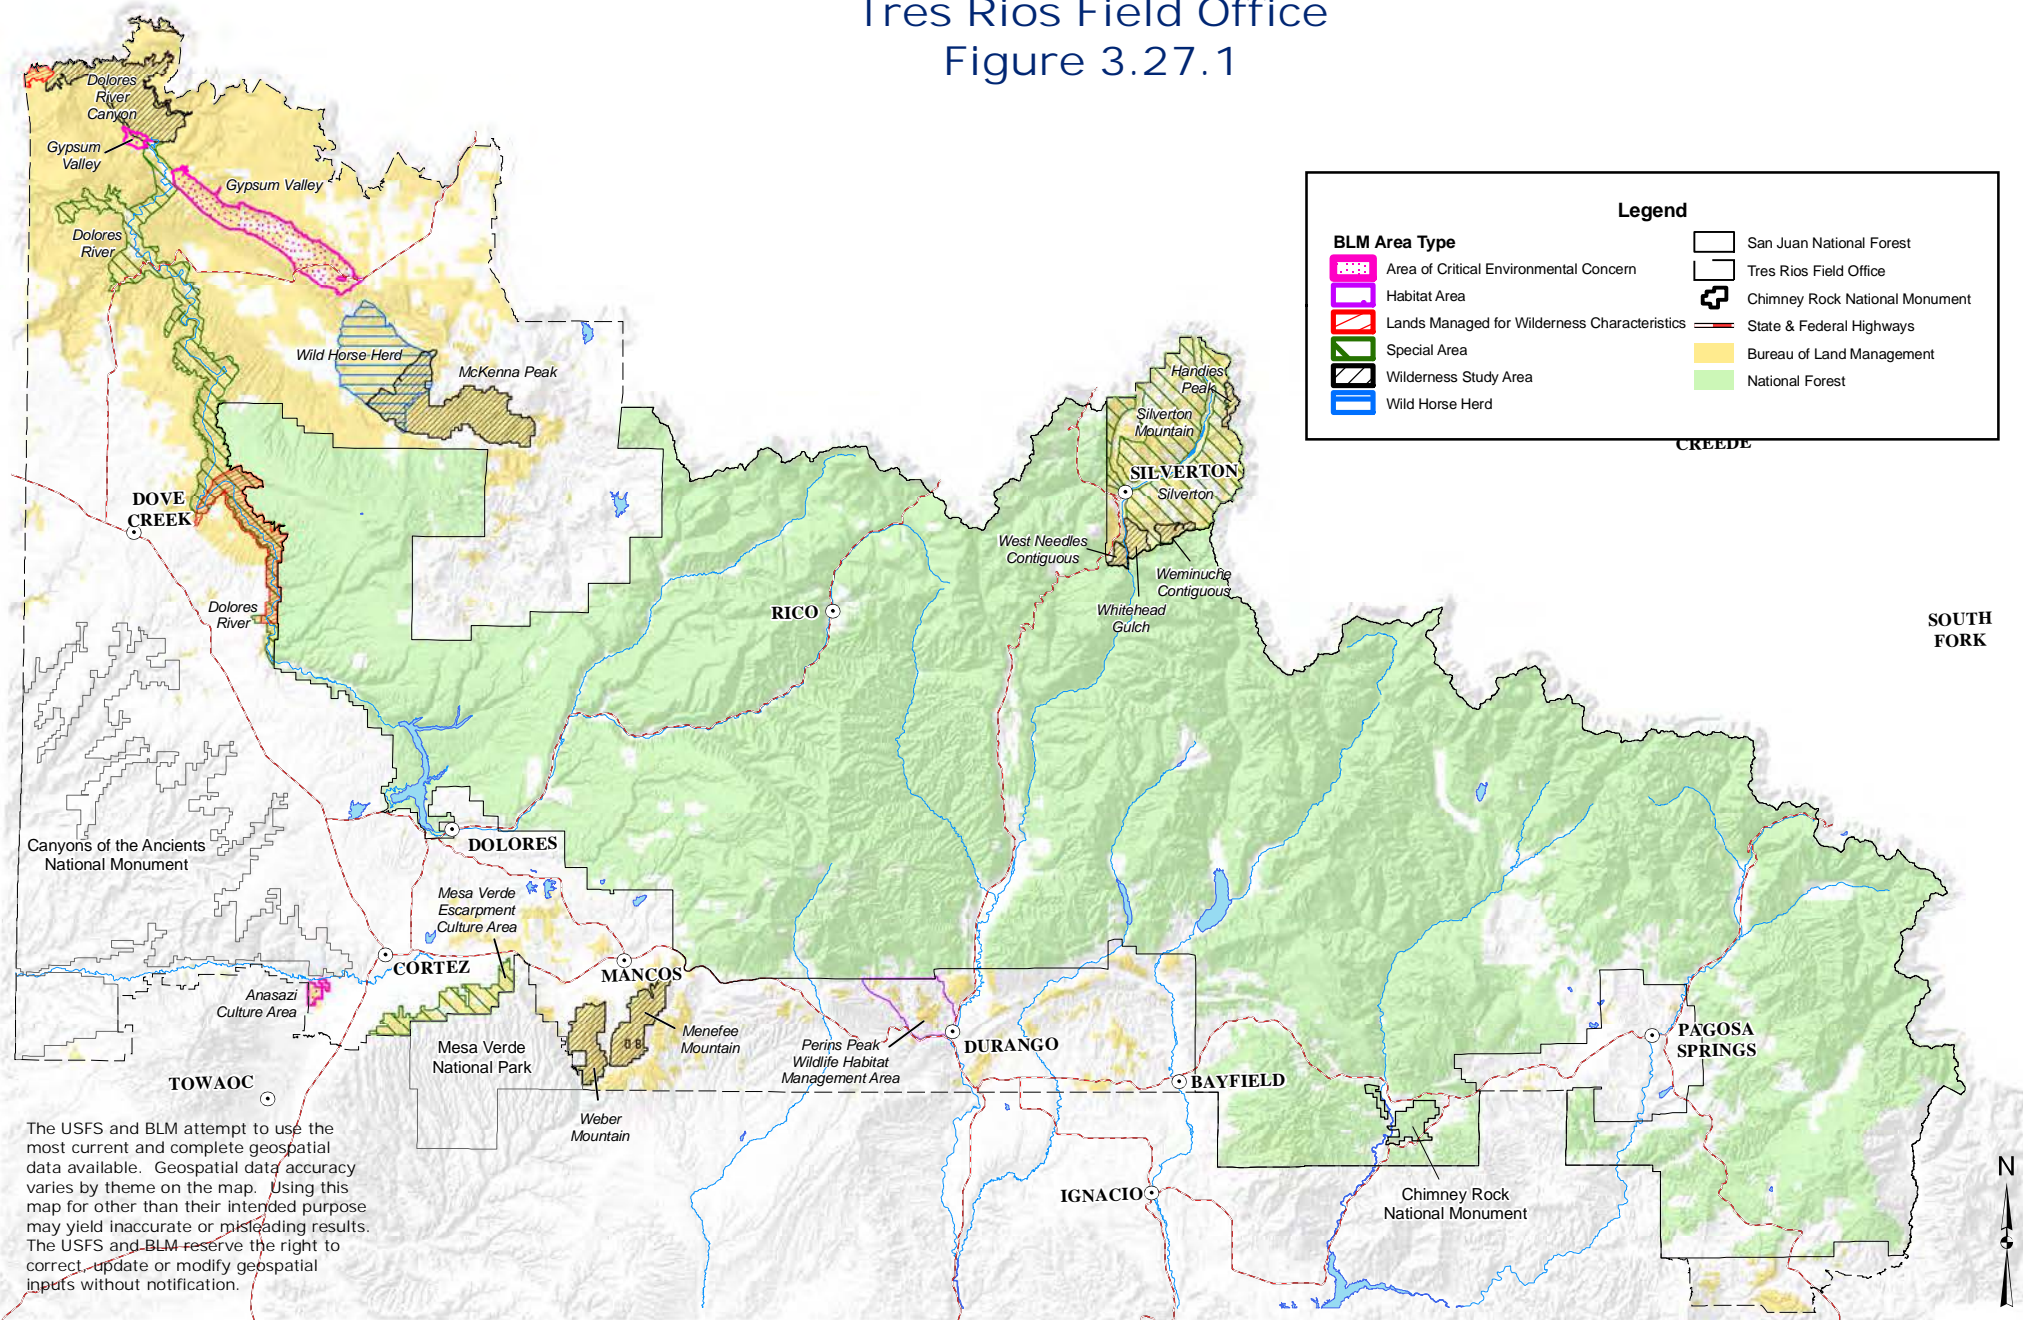 Tres Rios Field Office
Figure 3.27.1
Legend
BLM Area Type
Area of Critical Environmental Concern
Habitat Area
Lands Managed for Wilderness Characteristics
Special Area
Wilderness Study Area
Wild Horse Herd
San Juan National Forest
Tres Rios Field Office
Chimney Rock National Monument
State & Federal Highways
Bureau of Land Management
National Forest
CREEDE
Dolores
River
Canyon
Gypsum
Valley
Gypsum Valley
Dolores
River
Wild Horse Herd
McKenna Peak
Handies
Peak
Silverton
Mountain
SILVERTON
Silverton
DOVE
CREEK
West Needles
Contiguous
Weminuche
Contiguous
Whitehead
Gulch
Dolores
River
RICO
SOUTH
FORK
Canyons of the Ancients
National Monument
DOLORES
Mesa Verde
Escarpment
Culture Area
CORTEZ
MANCOS
Anasazi
Culture Area
Mesa Verde
National Park
Menefee
Mountain
Perins Peak
Wildlife Habitat
Management Area
DURANGO
PAGOSA
SPRINGS
TOWAOC
BAYFIELD
Weber
Mountain
IGNACIO
Chimney Rock
National Monument
The USFS and BLM attempt to use the
most current and complete geospatial
data available. Geospatial data accuracy
varies by theme on the map. Using this
map for other than their intended purpose
may yield inaccurate or misleading results.
The USFS and BLM reserve the right to
correct, update or modify geospatial
inputs without notification.
N